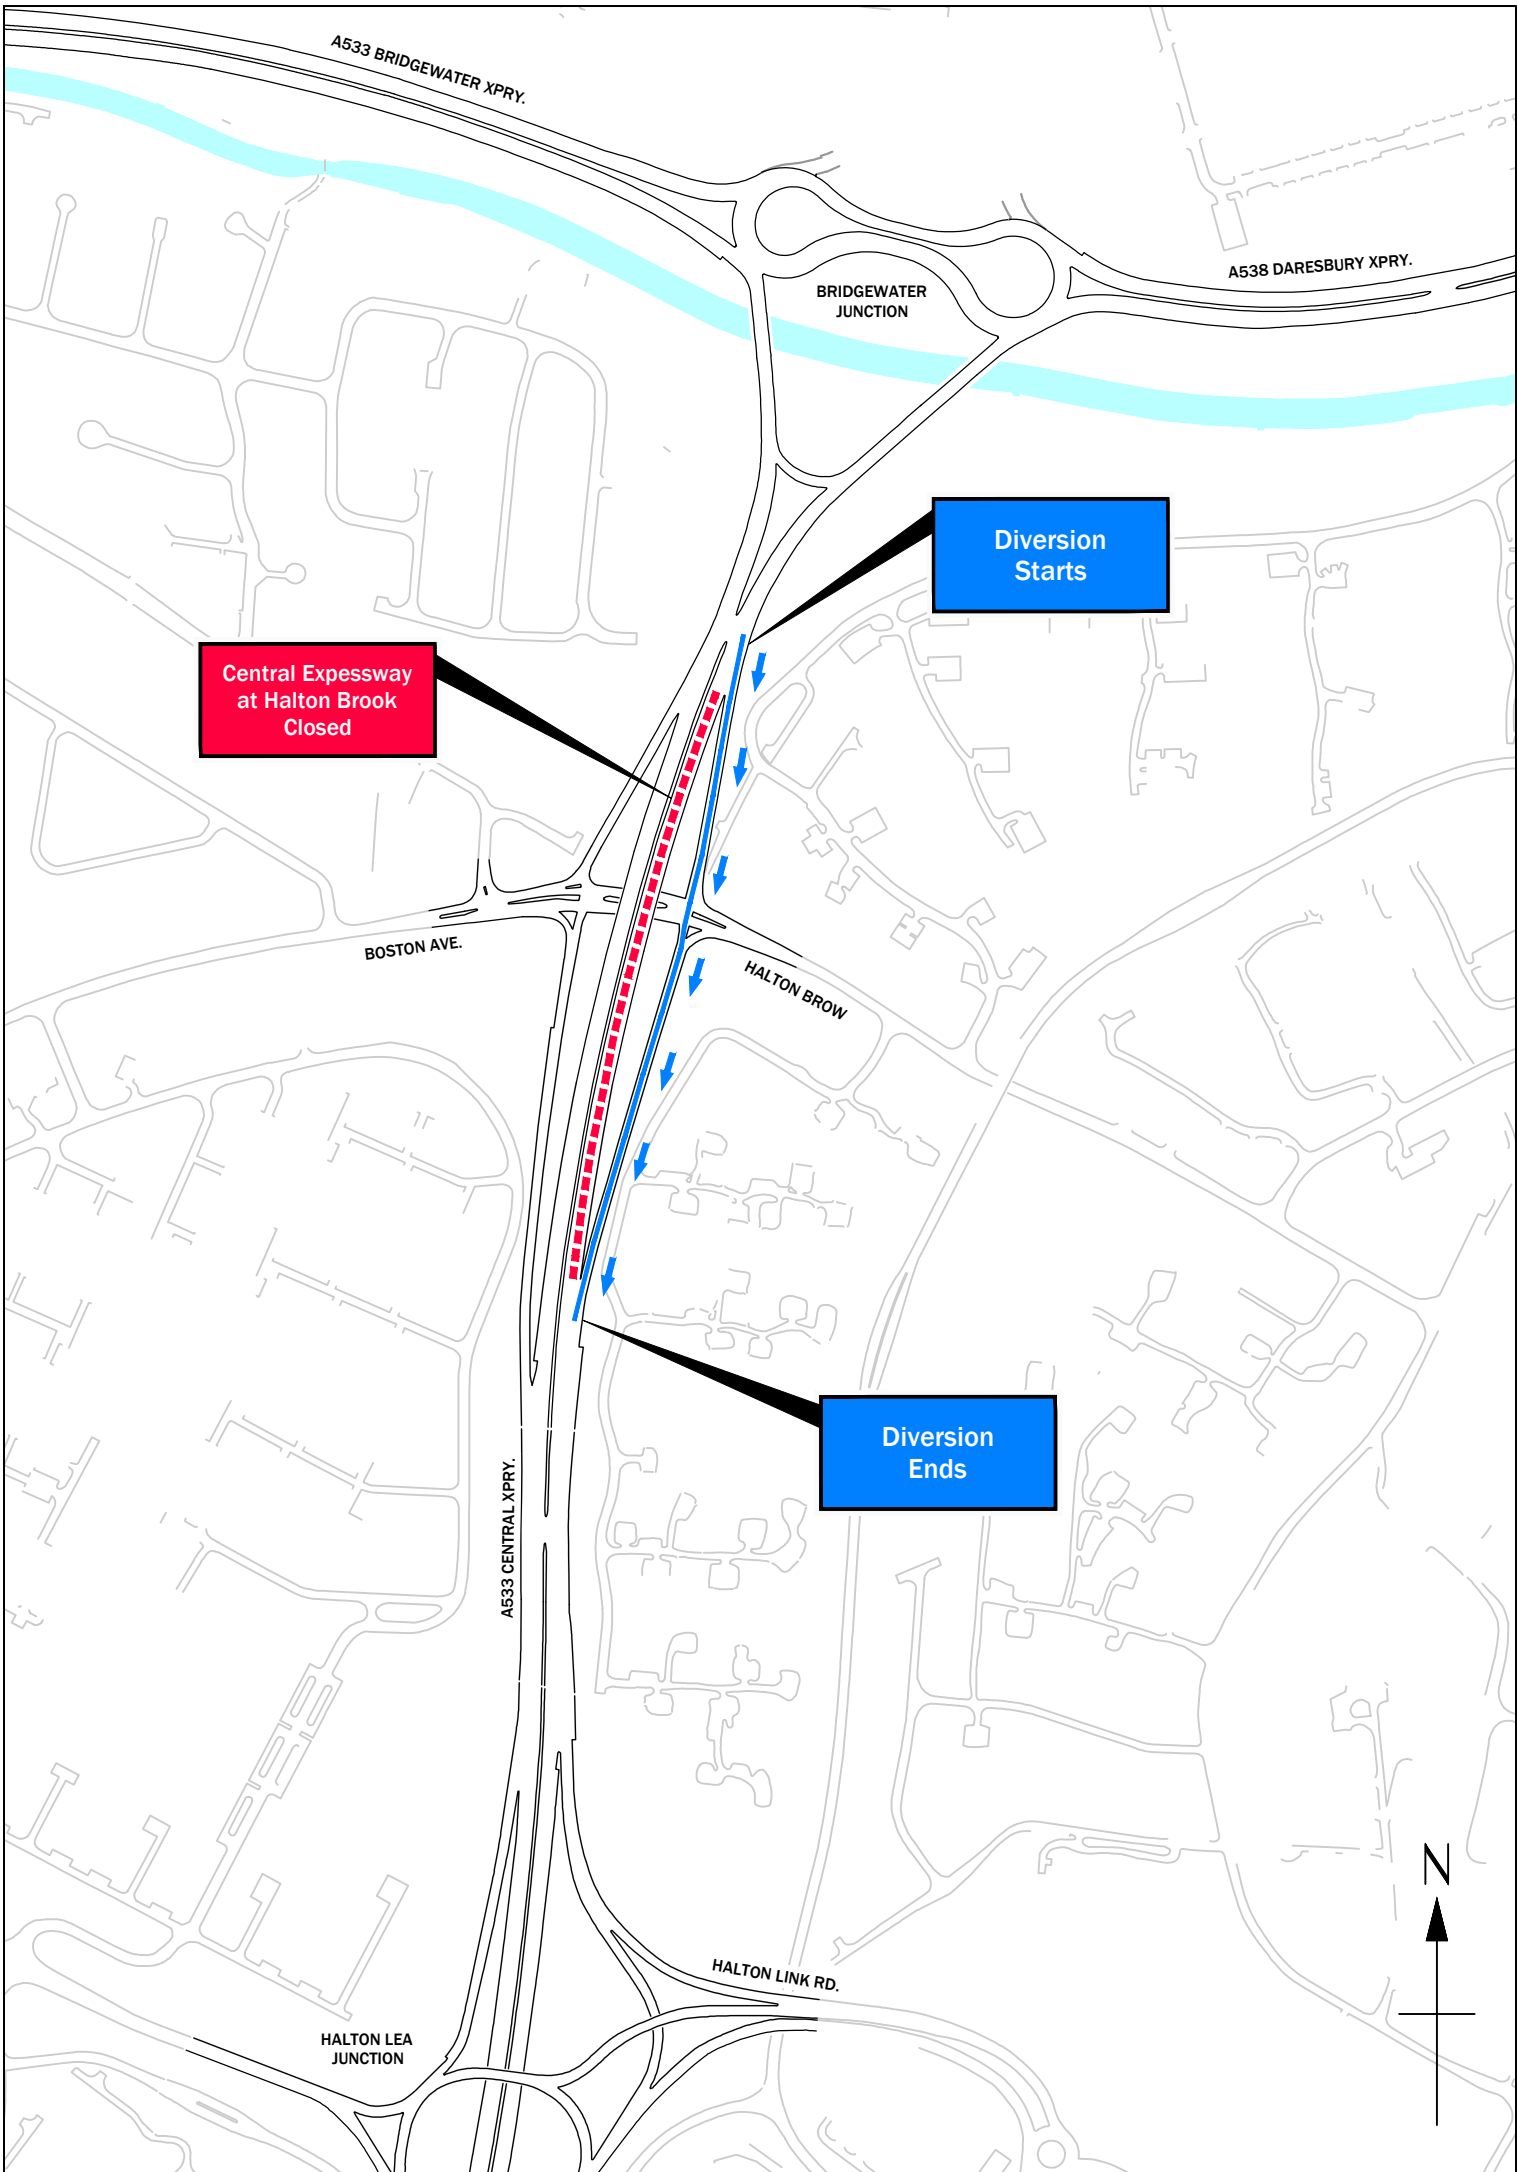 A533 BRIDGEWATER XPRY.
A538 DARESBURY XPRY.
BRIDGEWATER
JUNCTION
Diversion
Starts
Central Expessway
at Halton Brook
Closed
BOSTON AVE.
HALTON BROW
Diversion
Ends
A533 CENTRAL XPRY.
N
HALTON LINK RD.
HALTON LEA
JUNCTION